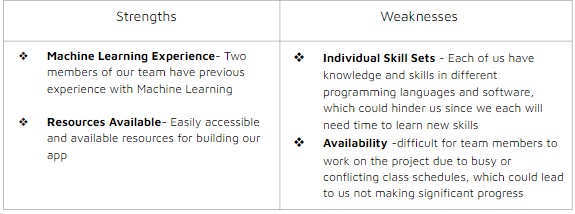 Strengths
Weaknesses
❖ Machine Learning Experience- Two
members of our team have previous
experience with Machine Learning
❖ Resources Available- Easily accessible
and available resources for building our
app
❖ Individual Skill Sets - Each of us have
knowledge and skills in different
programming languages and software,
which could hinder us since we each will
need time to learn new skills
❖ Availability -difficult for team members to
work on the project due to busy or
conflicting class schedules, which could lead
to us not making significant progress